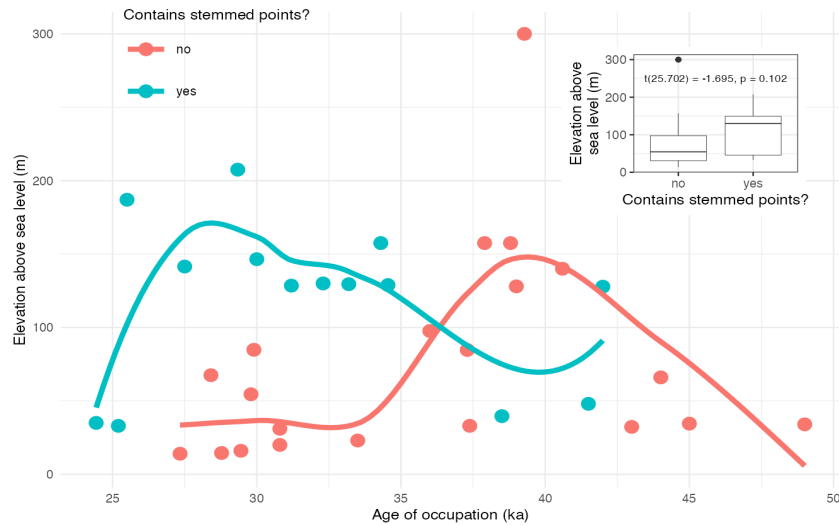 Contains stemmed points?
no
yes
Elevation above sea level (m)
300
200
100
0
25
30
35
40
45
50
Age of occupation (ka)
Elevation above
sea level (m)
300
200
100
0
t(25.702) = -1.695, p = 0.102
no
yes
Contains stemmed points?